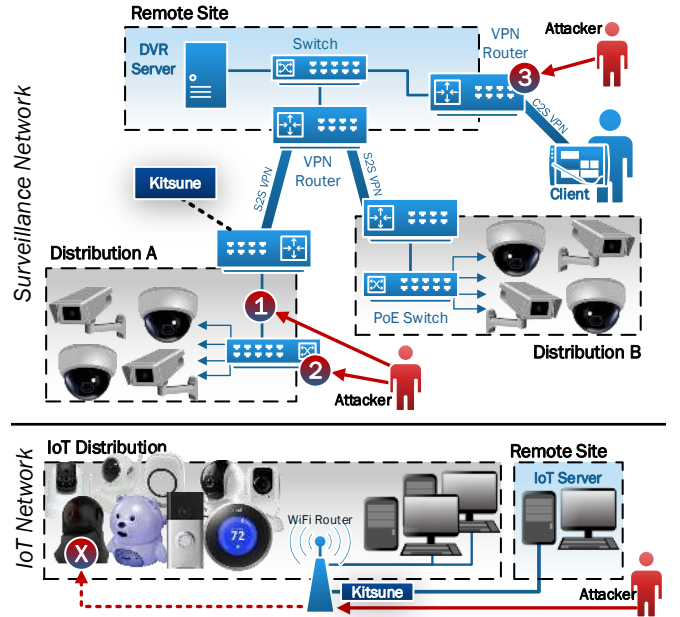 Remote Site
DVR
Server
Switch
VPN
Router
Attacker
3
C2S VPN
Client
Surveillance Network
VPN
Router
S2S VPN
S2S VPN
Kitsune
Distribution A
1
2
PoE Switch
Distribution B
Attacker
IoT Network
IoT Distribution
Remote Site
IoT Server
WiFi Router
72
X
Kitsune
Attacker